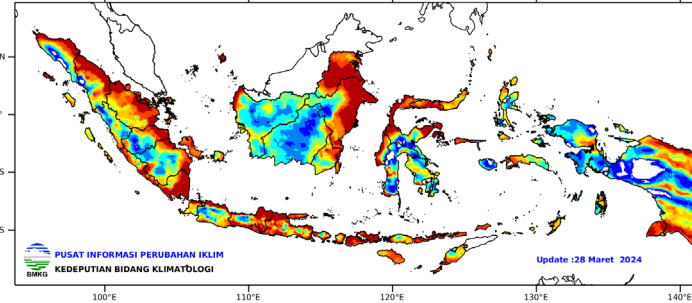 N
°
S
S
PUSAT INFORMASI PERUBAHAN IKLIM
Update :28 Maret 2024
KEDEPUTIAN BIDANG KLIMATOLOGI
BMKG
100°E 110°E 120°E 130°E 140°E